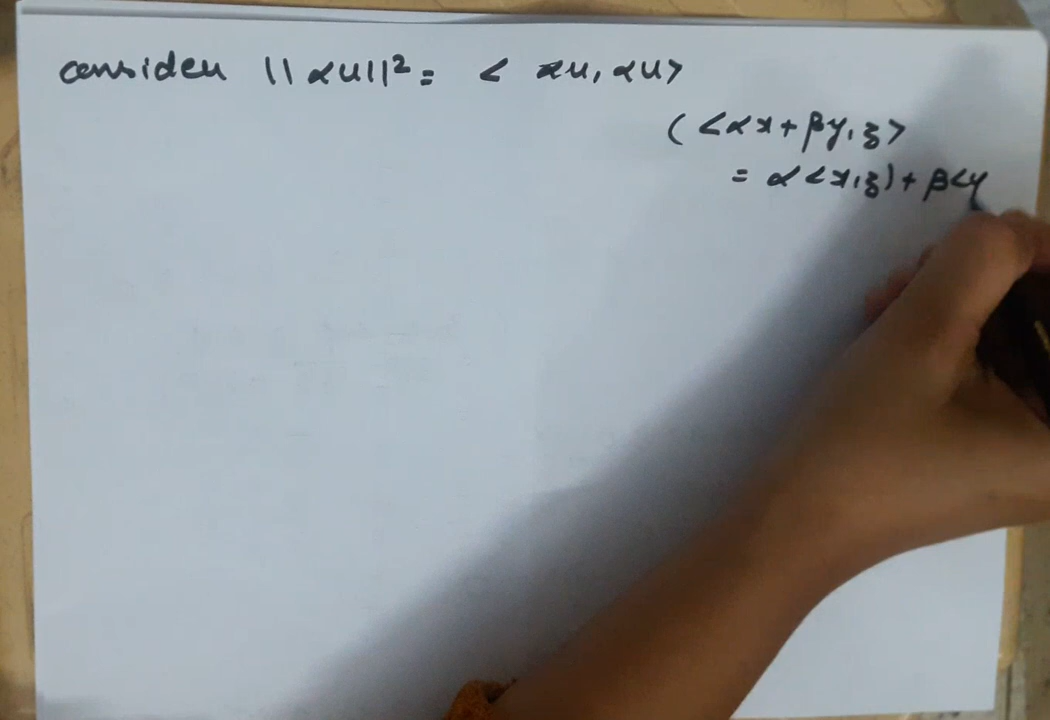 consider ||αu||² = < αu, αu>
(<αx + βy, z>
= α<x,z) + β<y